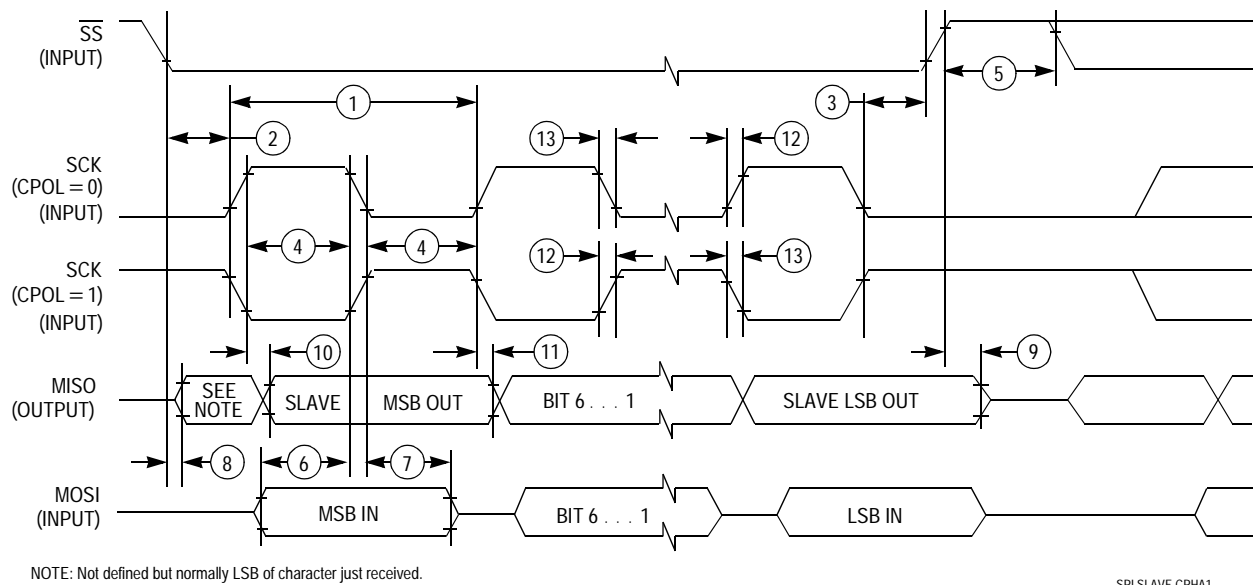 SS
(INPUT)
5
1
3
2
13
12
SCK
(CPOL = 0)
(INPUT)
4
4
SCK
(CPOL = 1)
(INPUT)
12
13
10
11
9
MISO
(OUTPUT)
SEE
NOTE
SLAVE
MSB OUT
BIT 6 . . . 1
SLAVE LSB OUT
8
6
7
MOSI
(INPUT)
MSB IN
BIT 6 . . . 1
LSB IN
NOTE: Not defined but normally LSB of character just received.
SPI SLAVE CPHA1